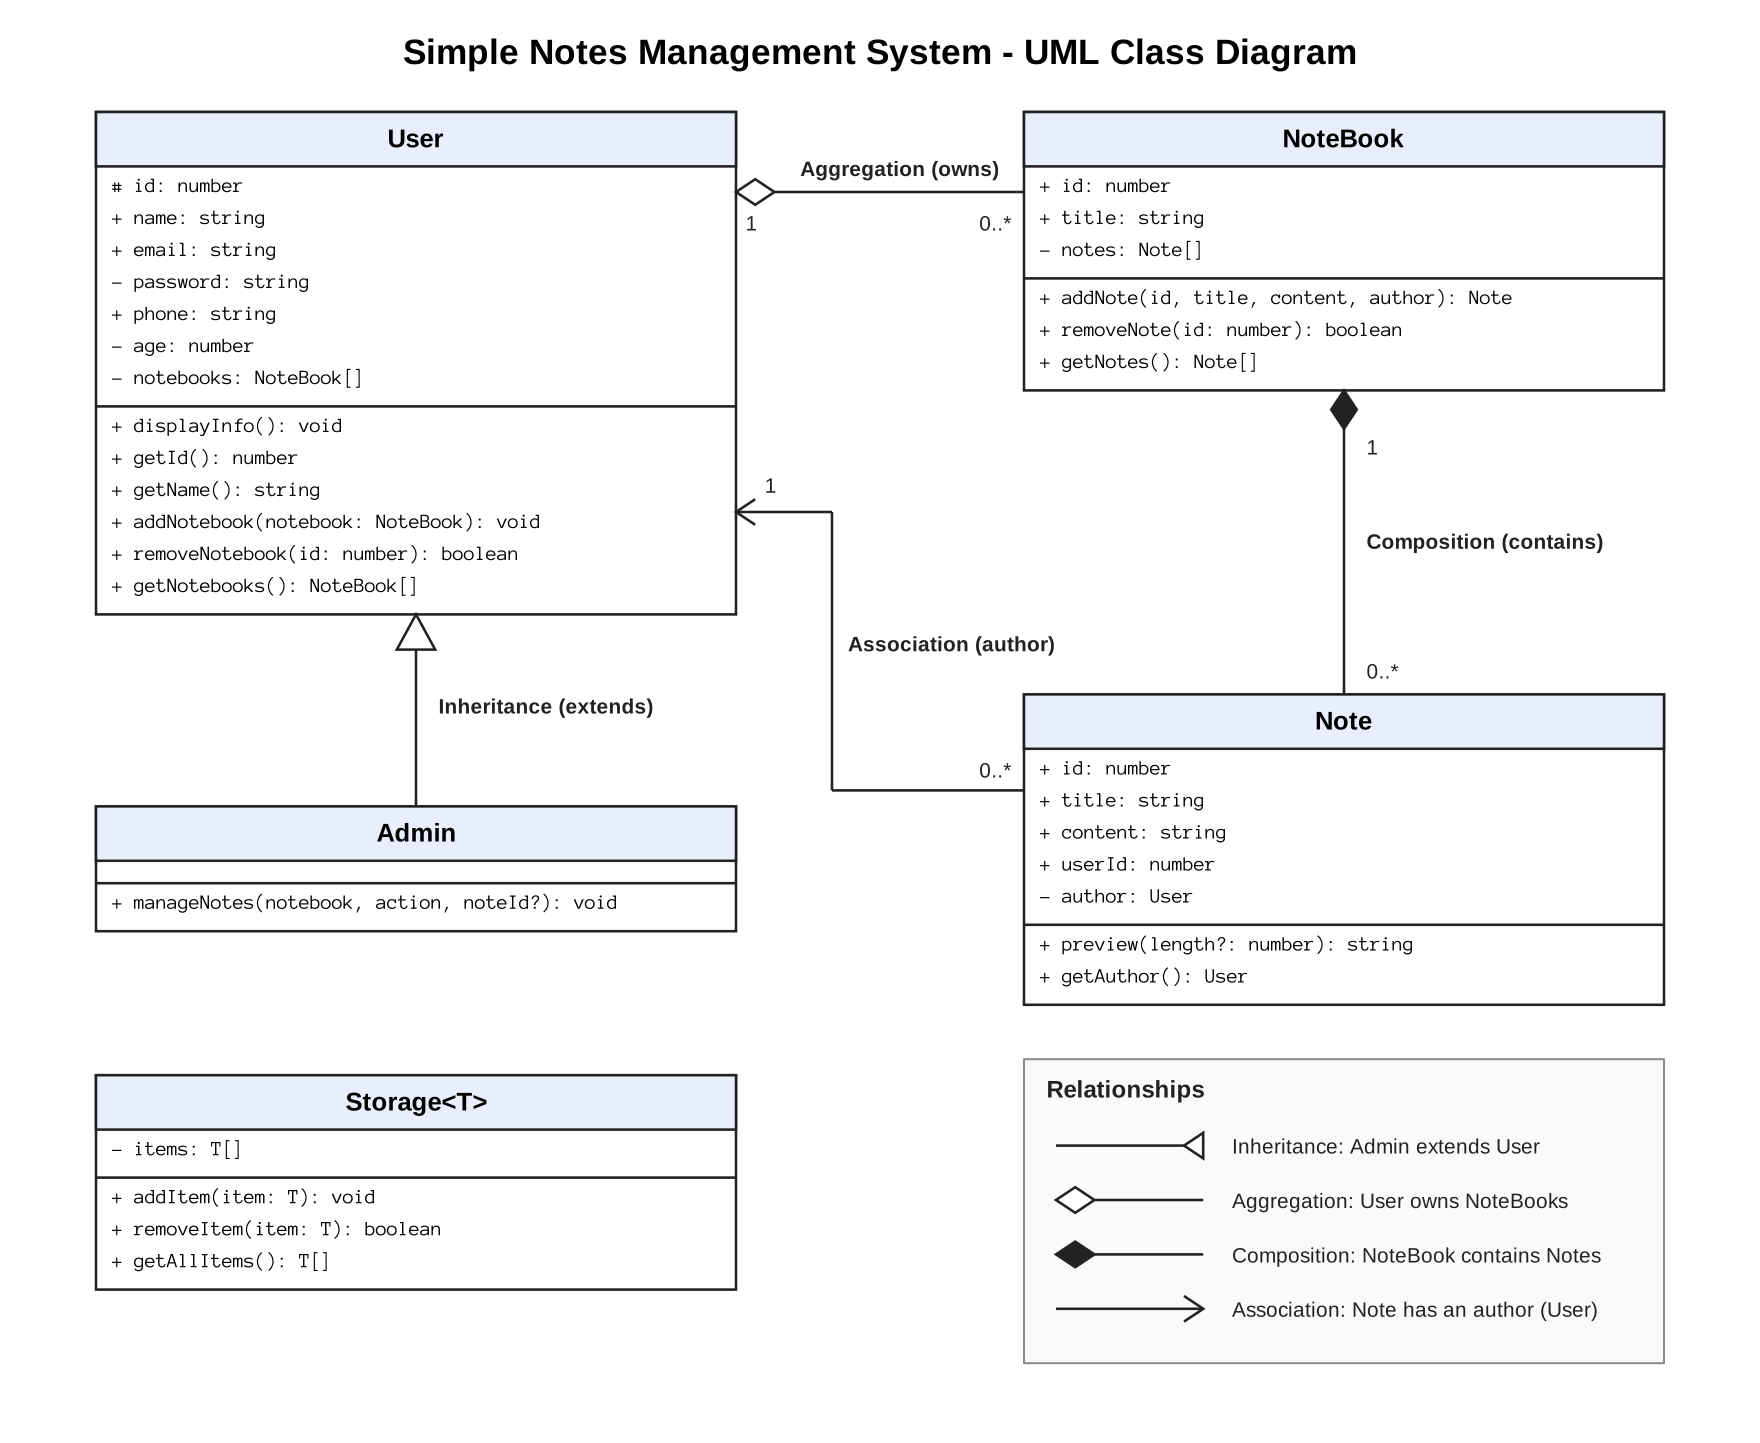 Simple Notes Management System - UML Class Diagram
User
# id: number
+ name: string
+ email: string
– password: string
+ phone: string
– age: number
– notebooks: NoteBook[]
+ displayInfo(): void
+ getId(): number
+ getName(): string
+ addNotebook(notebook: NoteBook): void
+ removeNotebook(id: number): boolean
+ getNotebooks(): NoteBook[]
Aggregation (owns)
1
0..*
NoteBook
+ id: number
+ title: string
– notes: Note[]
+ addNote(id, title, content, author): Note
+ removeNote(id: number): boolean
+ getNotes(): Note[]
1
Composition (contains)
0..*
1
Association (author)
0..*
Inheritance (extends)
Admin
+ manageNotes(notebook, action, noteId?): void
Note
+ id: number
+ title: string
+ content: string
+ userId: number
– author: User
+ preview(length?: number): string
+ getAuthor(): User
Storage<T>
– items: T[]
+ addItem(item: T): void
+ removeItem(item: T): boolean
+ getAllItems(): T[]
Relationships
Inheritance: Admin extends User
Aggregation: User owns NoteBooks
Composition: NoteBook contains Notes
Association: Note has an author (User)